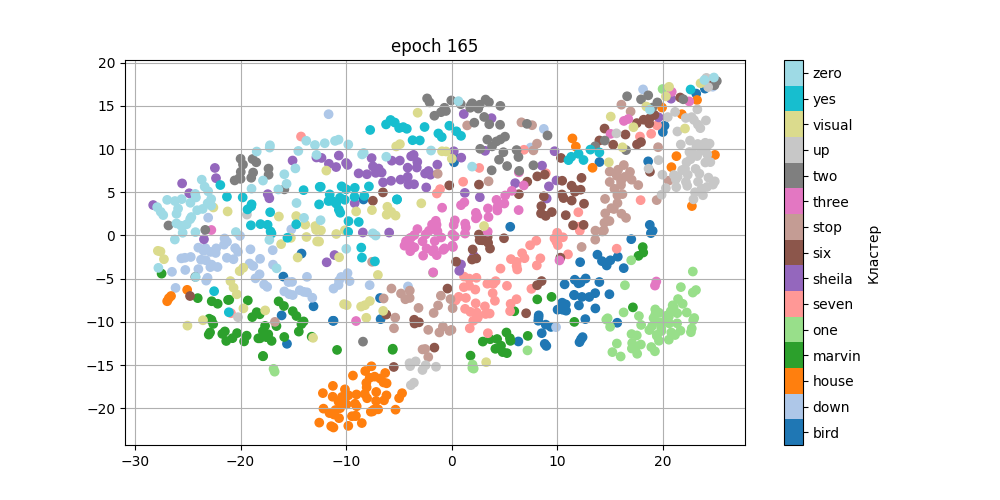 epoch 165
20
15
10
5
0
−5
−10
−15
−20
−30
−20
−10
0
10
20
zero
yes
visual
up
two
three
stop
six
sheila
seven
one
marvin
house
down
bird
Кластер